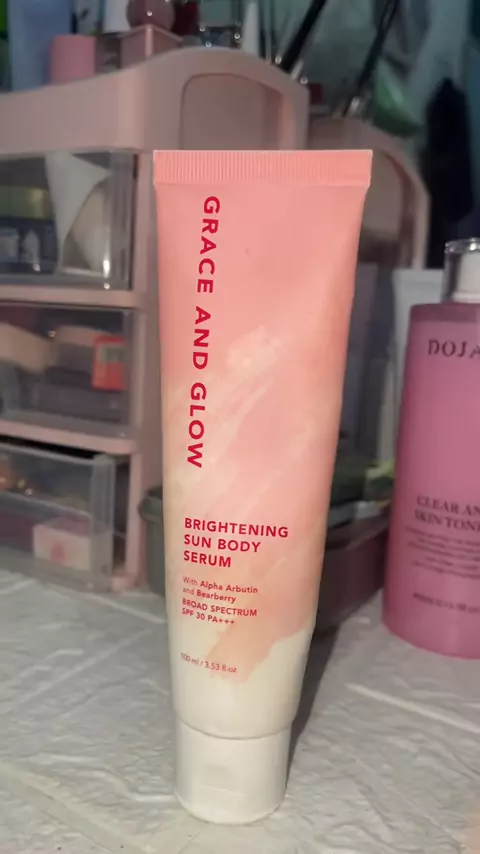 GRACE AND GLOW
BRIGHTENING
SUN BODY
SERUM
With Alpha Arbutin
and Bearberry
BROAD SPECTRUM
SPF 30 PA+++
100 ml / 3.53 fl oz
DOJA
CLEAR AN
SKIN TON